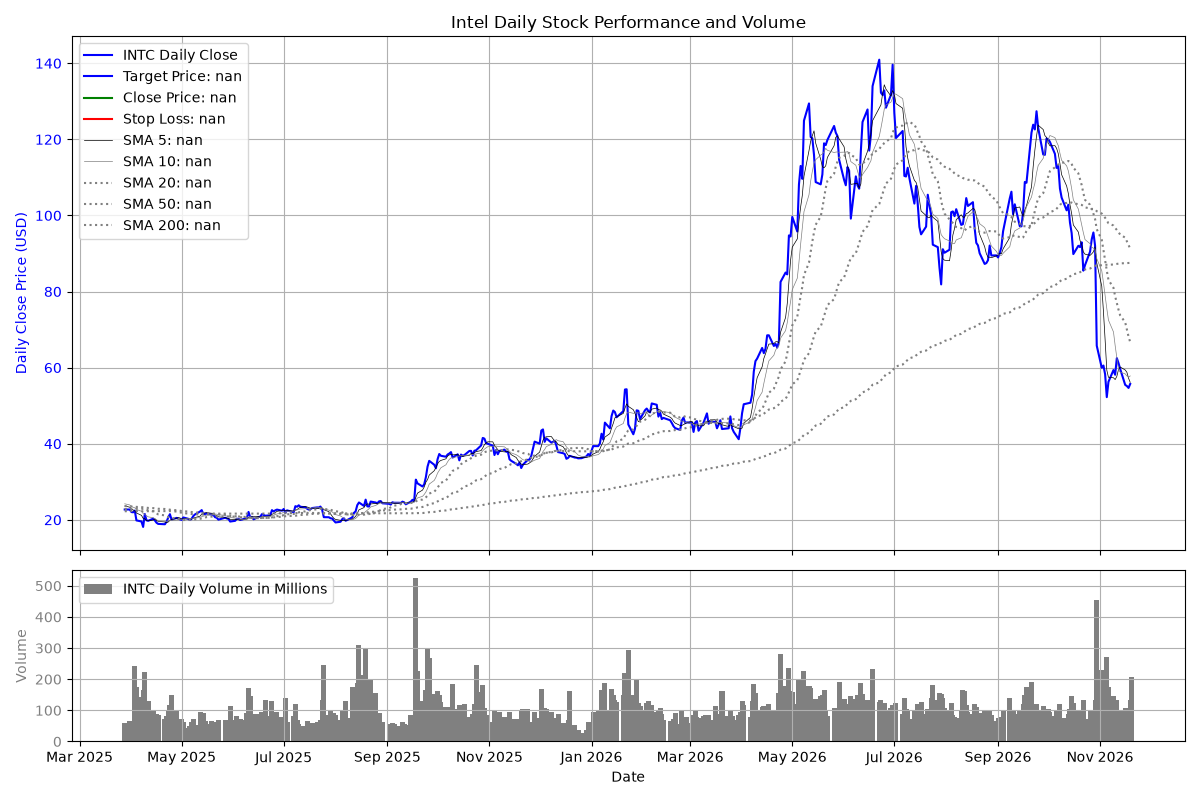 Intel Daily Stock Performance and Volume
INTC Daily Close
Target Price: nan
Close Price: nan
Stop Loss: nan
SMA 5: nan
SMA 10: nan
SMA 20: nan
SMA 50: nan
SMA 200: nan
Daily Close Price (USD)
140
120
100
80
60
40
20
INTC Daily Volume in Millions
Volume
500
400
300
200
100
0
Mar 2025 May 2025 Jul 2025 Sep 2025 Nov 2025 Jan 2026 Mar 2026 May 2026 Jul 2026 Sep 2026 Nov 2026
Date